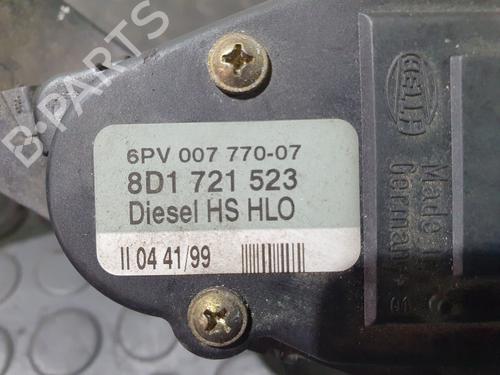 6PV 007 770-07
8D1 721 523
Diesel HS HLO
II 04 41/99
HELLA
Made in
Germany
B-PARTS